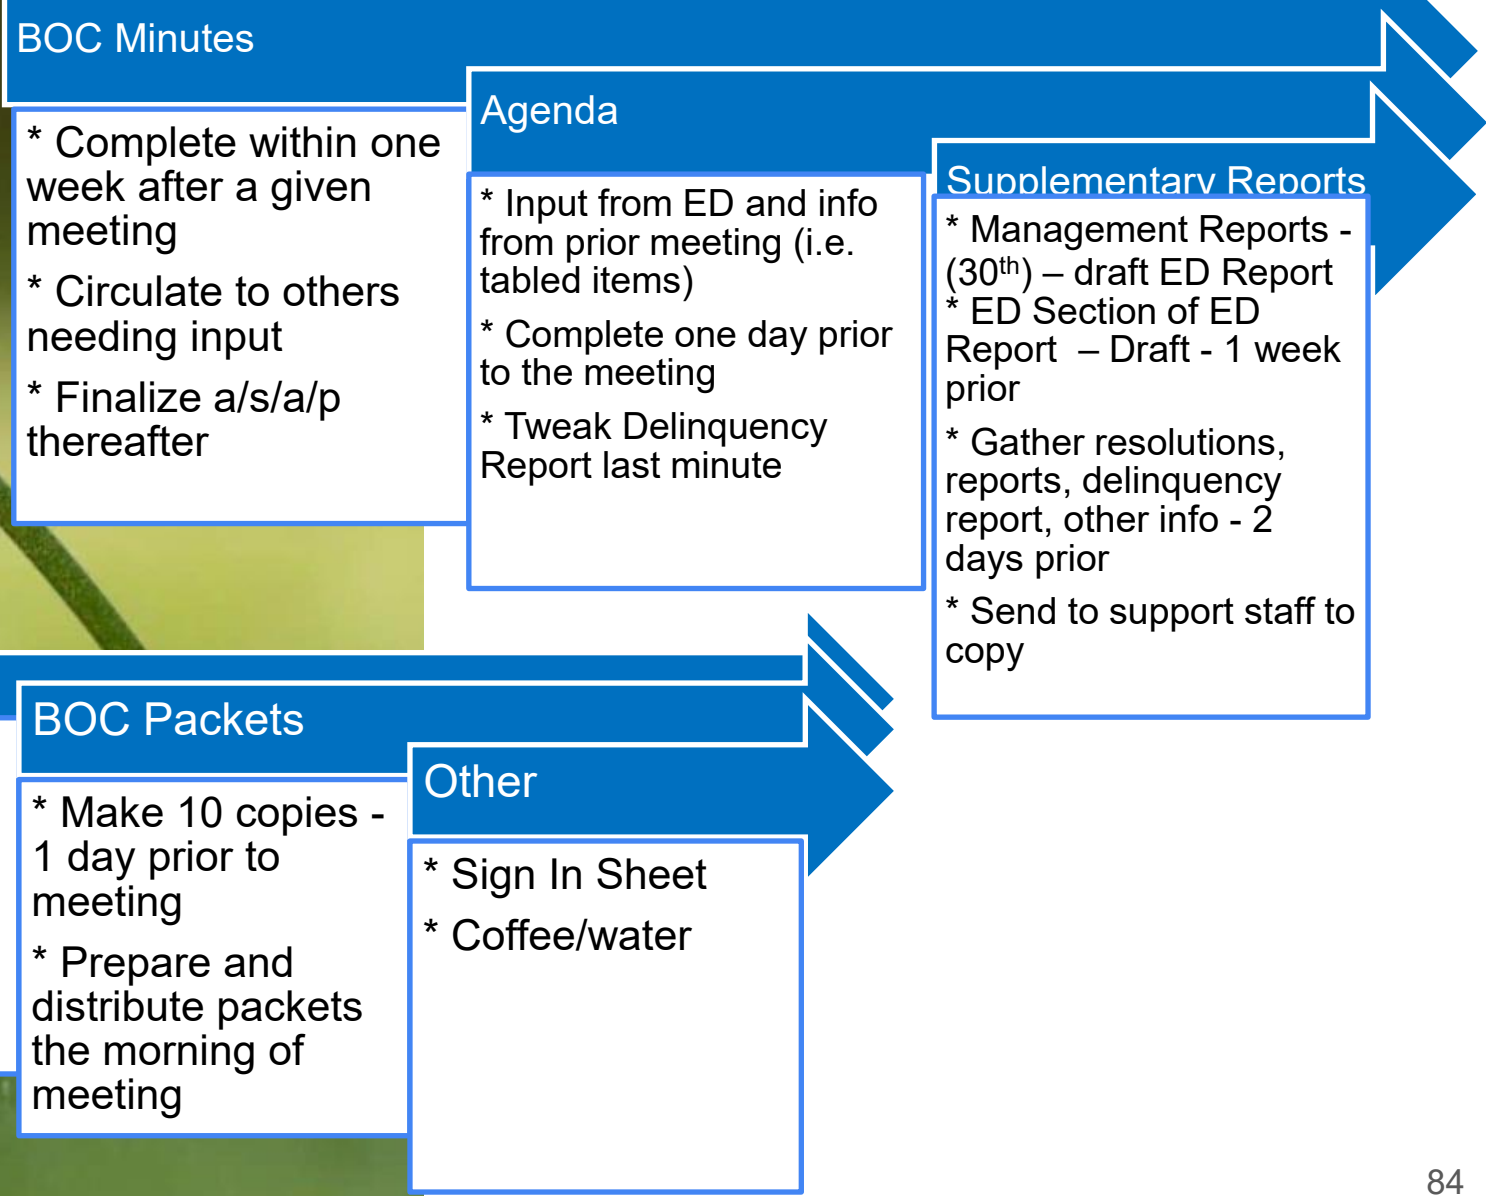 BOC Minutes
* Complete within one
week after a given
meeting
* Circulate to others
needing input
* Finalize a/s/a/p
thereafter
Agenda
* Input from ED and info
from prior meeting (i.e.
tabled items)
* Complete one day prior
to the meeting
* Tweak Delinquency
Report last minute
Supplementary Reports
* Management Reports -
(30th) – draft ED Report
* ED Section of ED
Report – Draft - 1 week
prior
* Gather resolutions,
reports, delinquency
report, other info - 2
days prior
* Send to support staff to
copy
BOC Packets
* Make 10 copies -
1 day prior to
meeting
* Prepare and
distribute packets
the morning of
meeting
Other
* Sign In Sheet
* Coffee/water
84